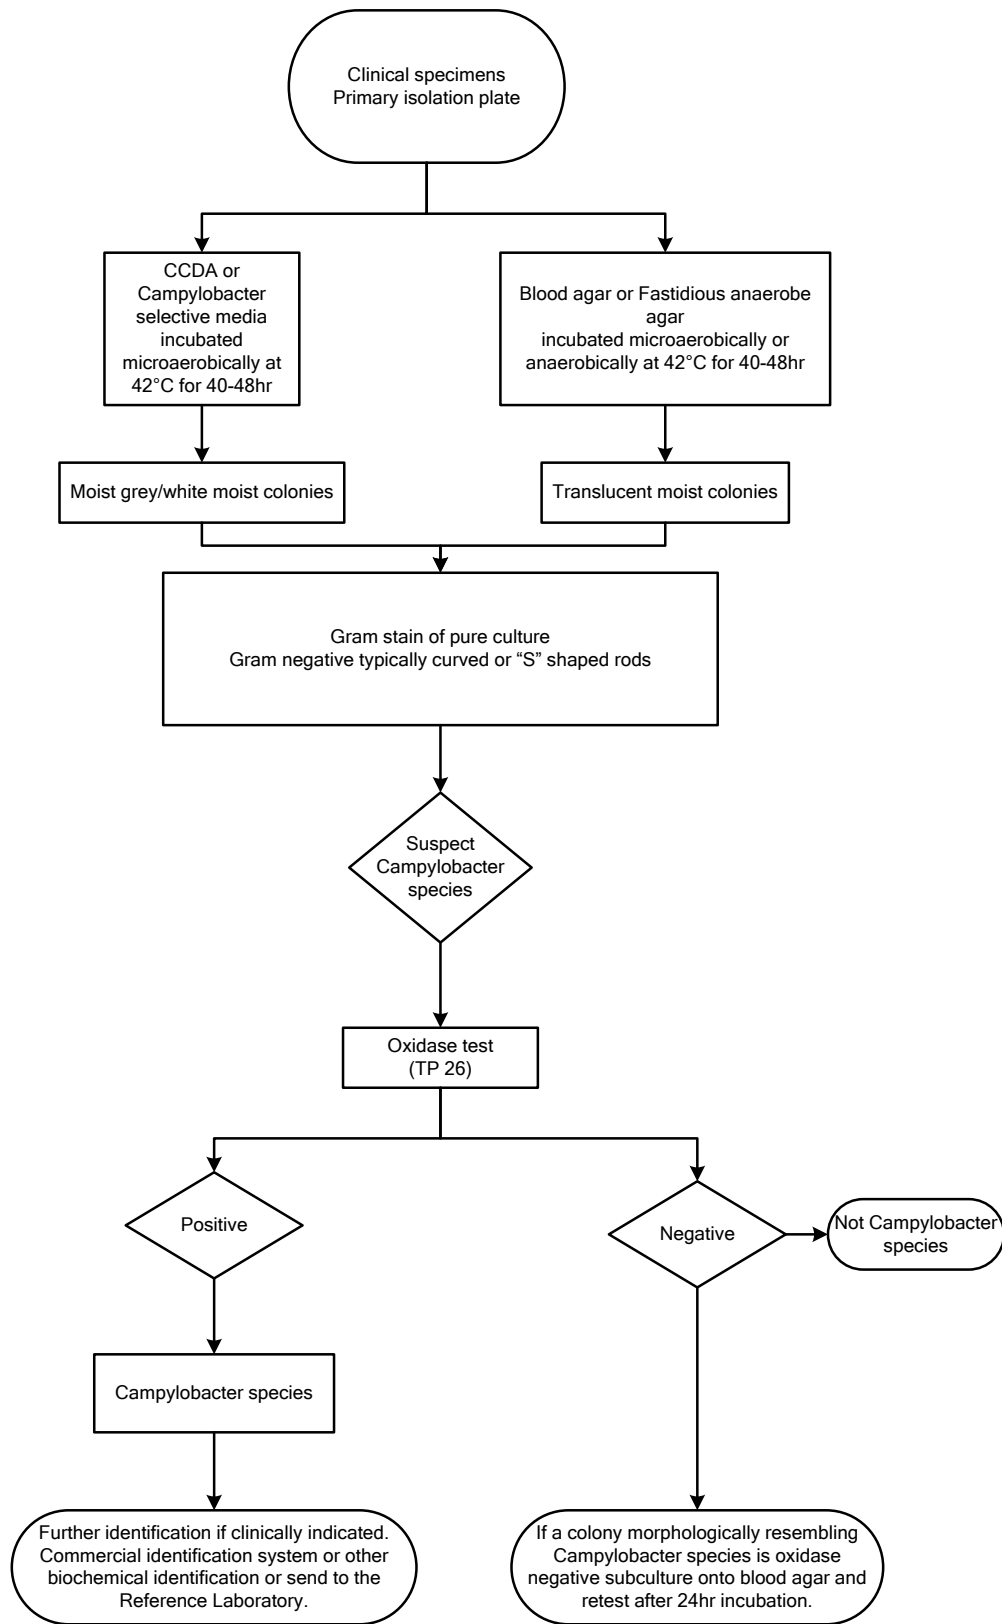 Clinical specimens
Primary isolation plate
CCDA or
Campylobacter
selective media
incubated
microaerobically at
42°C for 40-48hr
Blood agar or Fastidious anaerobe
agar
incubated microaerobically or
anaerobically at 42°C for 40-48hr
Moist grey/white moist colonies
Translucent moist colonies
Gram stain of pure culture
Gram negative typically curved or “S” shaped rods
Suspect
Campylobacter
species
Oxidase test
(TP 26)
Positive
Negative
Not Campylobacter
species
Campylobacter species
Further identification if clinically indicated.
Commercial identification system or other
biochemical identification or send to the
Reference Laboratory.
If a colony morphologically resembling
Campylobacter species is oxidase
negative subculture onto blood agar and
retest after 24hr incubation.